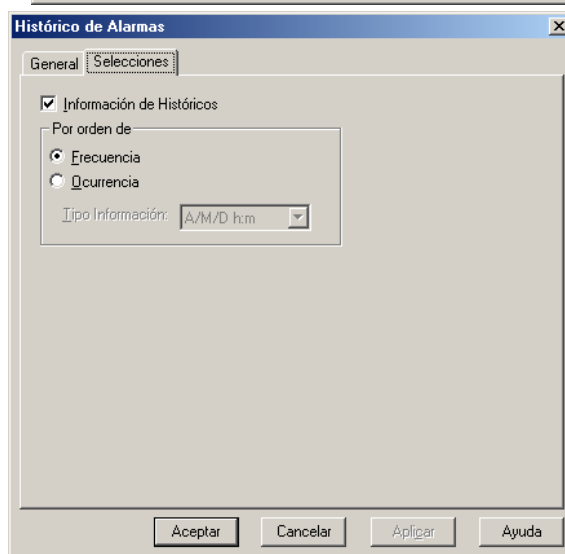 Histórico de Alarmas
General Selecciones
Información de Históricos
Por orden de
Frecuencia
Ocurrencia
Tipo Información: A/M/D h:m
Aceptar Cancelar Aplicar Ayuda